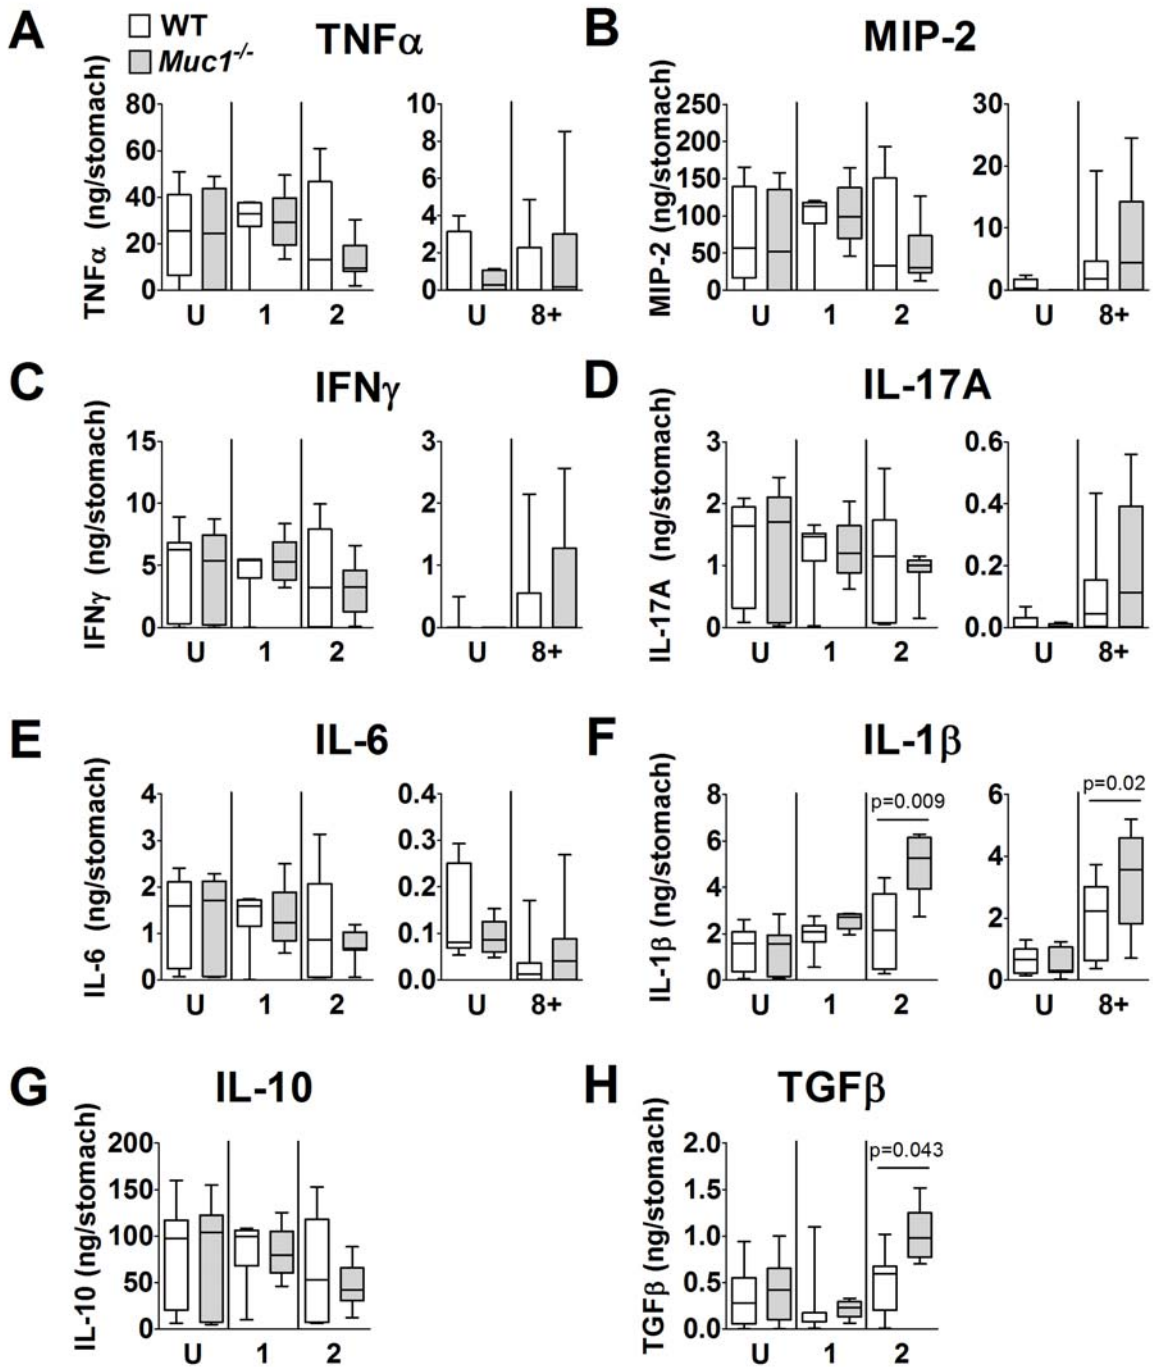 A
WT
Muc1-/-
TNFα
TNFα (ng/stomach)
80
60
40
20
0
U
1
2
10
8
6
4
2
0
U
8+
B
MIP-2
MIP-2 (ng/stomach)
250
200
150
100
50
0
U
1
2
30
20
10
0
U
8+
C
IFNγ
IFNγ (ng/stomach)
15
10
5
0
U
1
2
3
2
1
0
U
8+
D
IL-17A
IL-17A (ng/stomach)
3
2
1
0
U
1
2
0.6
0.4
0.2
0.0
U
8+
E
IL-6
IL-6 (ng/stomach)
4
3
2
1
0
U
1
2
0.4
0.3
0.2
0.1
0.0
U
8+
F
IL-1β
IL-1β (ng/stomach)
8
6
4
2
0
p=0.009
U
1
2
6
4
2
0
p=0.02
U
8+
G
IL-10
IL-10 (ng/stomach)
200
150
100
50
0
U
1
2
H
TGFβ
TGFβ (ng/stomach)
2.0
1.5
1.0
0.5
0.0
p=0.043
U
1
2